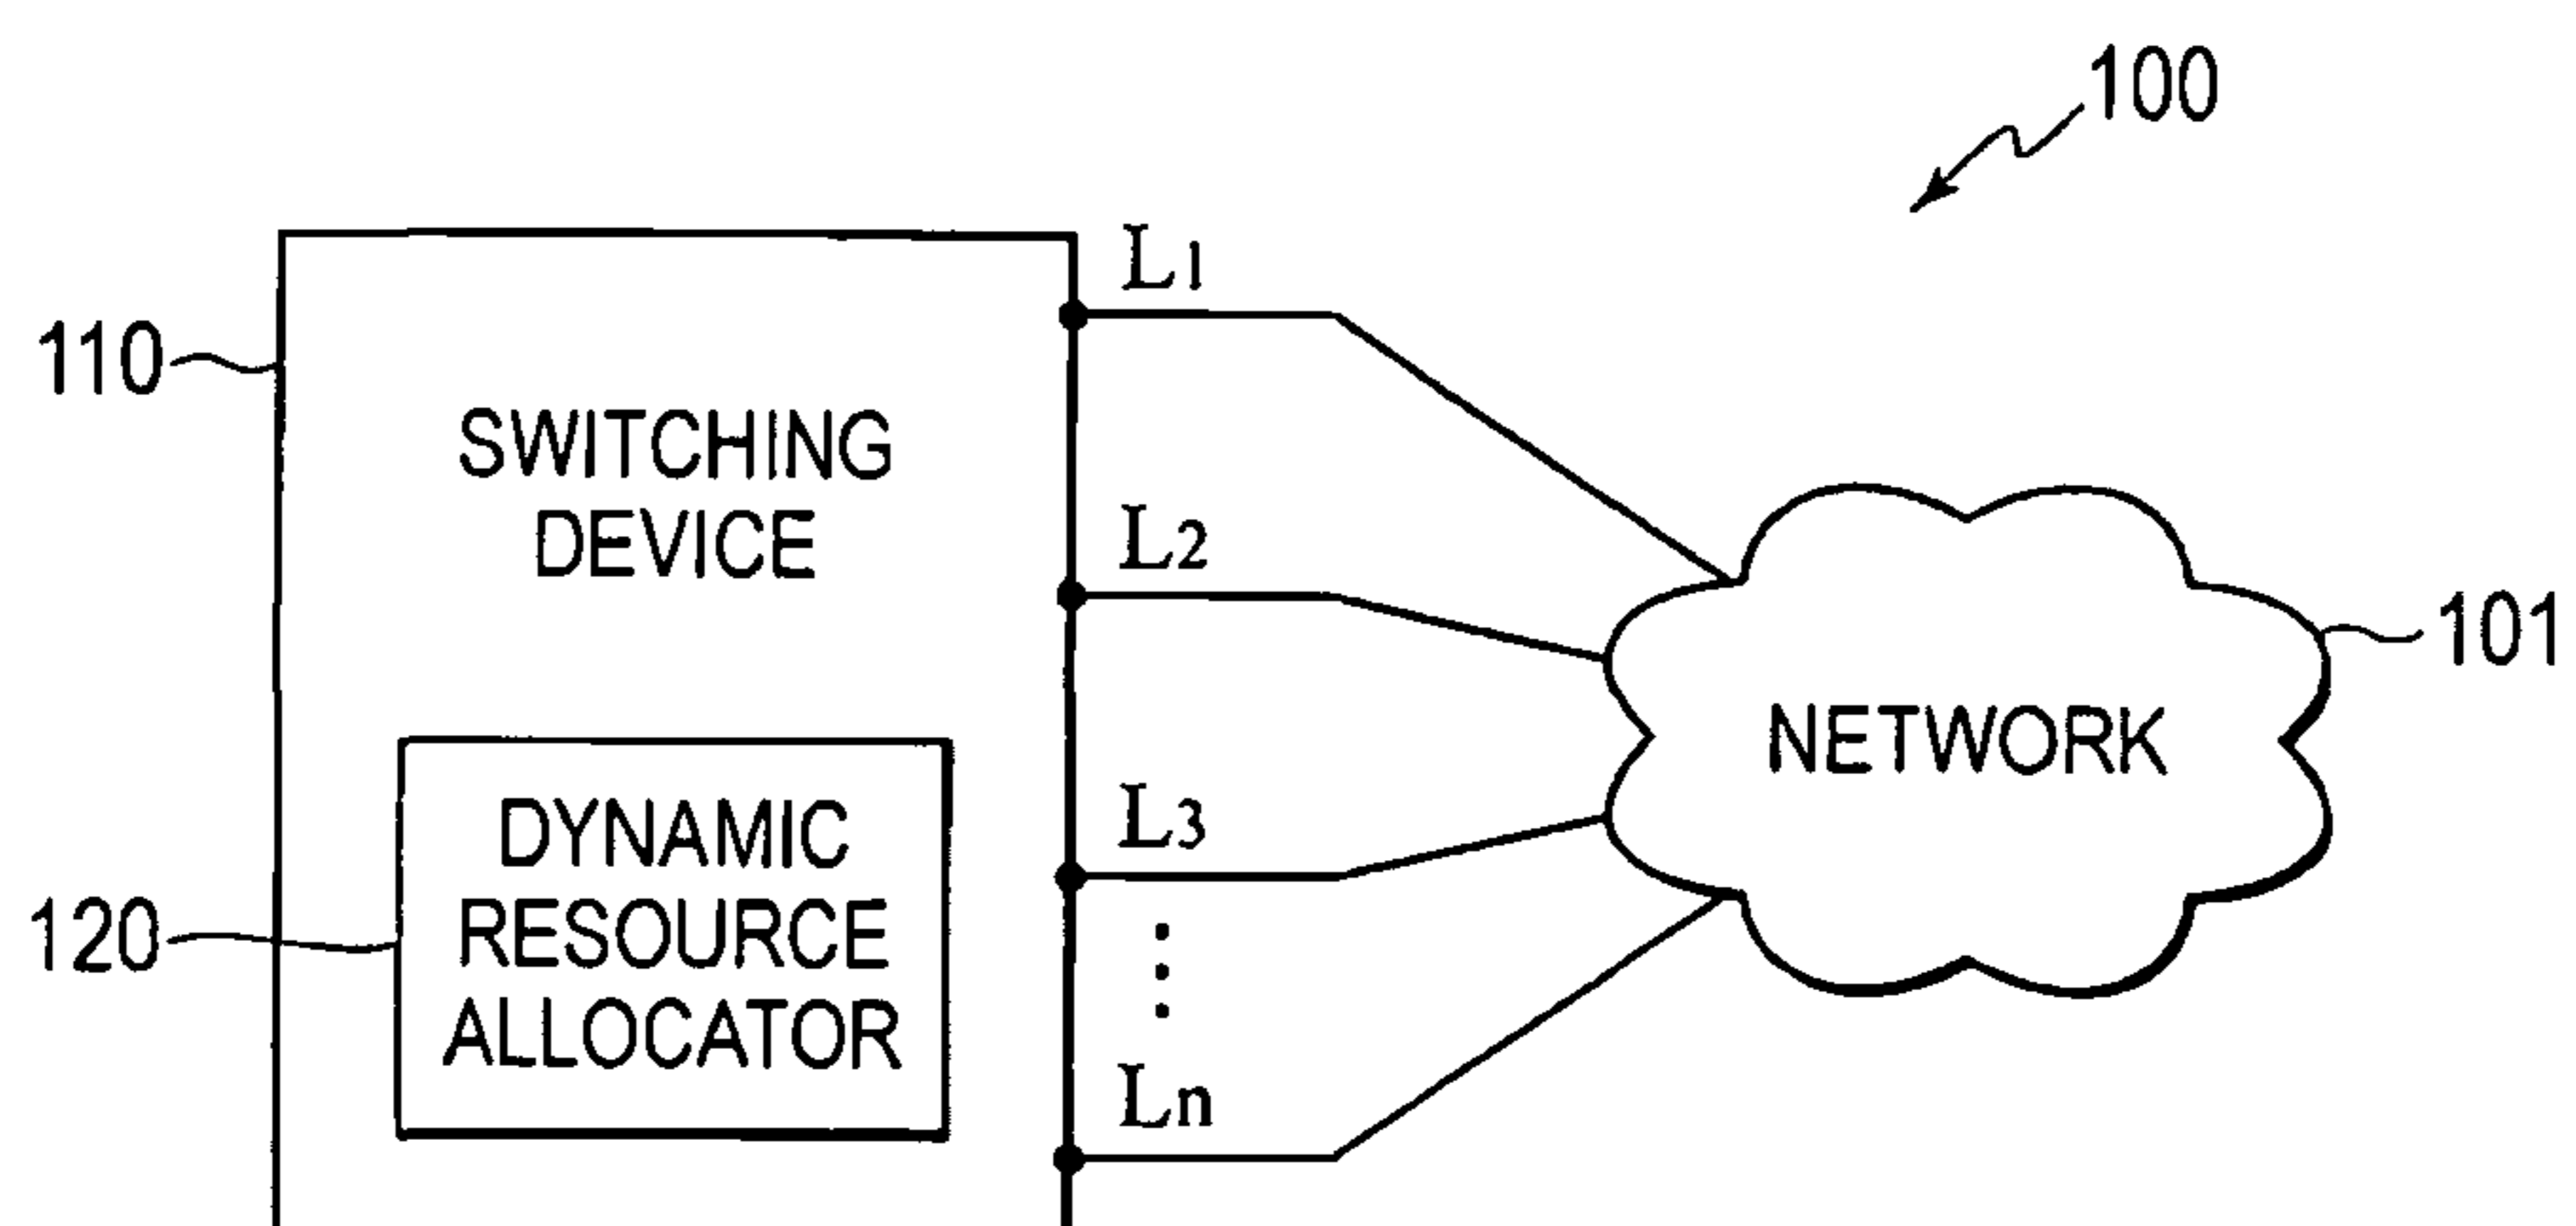 100
L1
110
SWITCHING
DEVICE
L2
101
NETWORK
L3
DYNAMIC
RESOURCE
ALLOCATOR
120
Ln